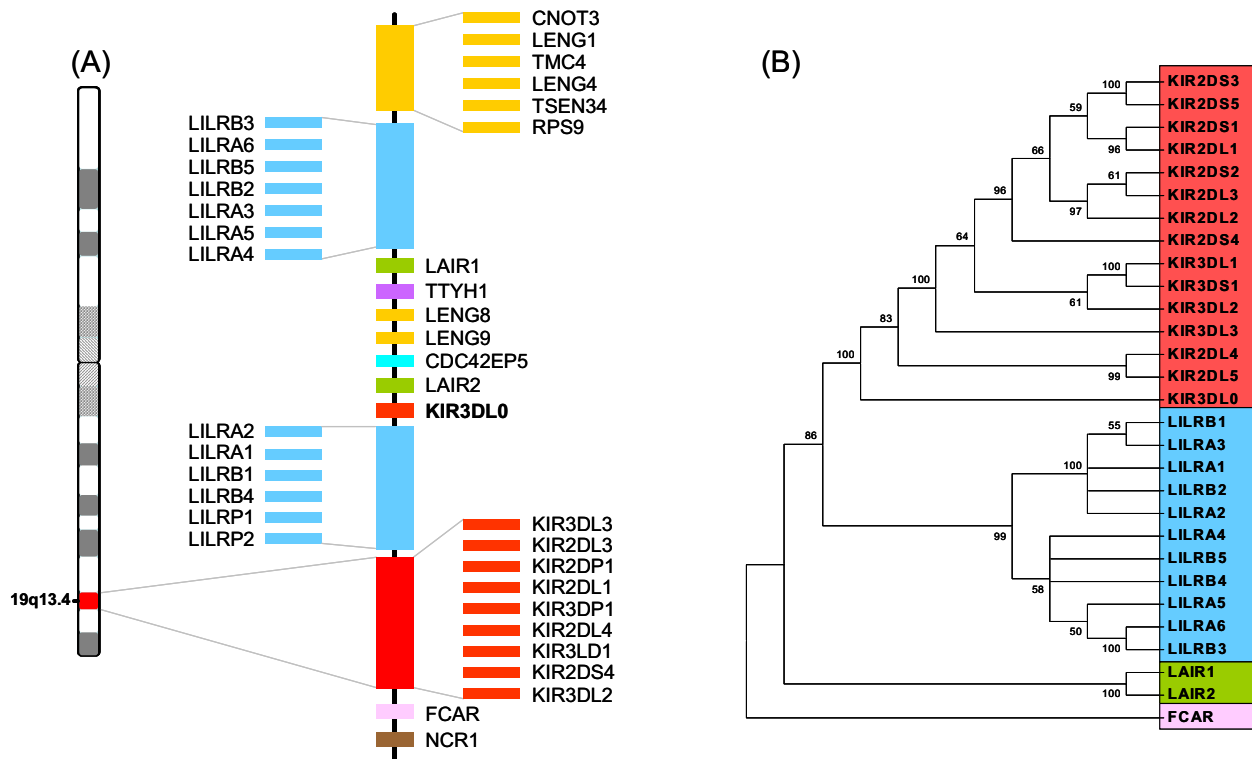 (A)
CNOT3
LENG1
TMC4
LENG4
TSEN34
RPS9
LILRB3
LILRA6
LILRB5
LILRB2
LILRA3
LILRA5
LILRA4
LAIR1
TTYH1
LENG8
LENG9
CDC42EP5
LAIR2
KIR3DL0
LILRA2
LILRA1
LILRB1
LILRB4
LILRP1
LILRP2
19q13.4
KIR3DL3
KIR2DL3
KIR2DP1
KIR2DL1
KIR3DP1
KIR2DL4
KIR3LD1
KIR2DS4
KIR3DL2
FCAR
NCR1
(B)
100
59
96
66
61
97
96
64
100
61
100
83
99
100
86
55
100
99
58
50
100
100
KIR2DS3
KIR2DS5
KIR2DS1
KIR2DL1
KIR2DS2
KIR2DL3
KIR2DL2
KIR2DS4
KIR3DL1
KIR3DS1
KIR3DL2
KIR3DL3
KIR2DL4
KIR2DL5
KIR3DL0
LILRB1
LILRA3
LILRA1
LILRB2
LILRA2
LILRA4
LILRB5
LILRB4
LILRA5
LILRA6
LILRB3
LAIR1
LAIR2
FCAR